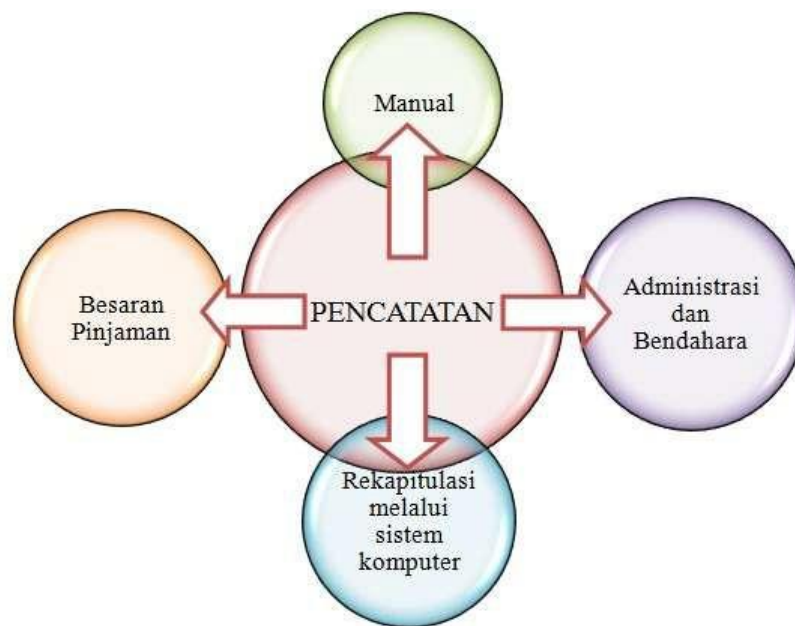 Manual
Besaran
Pinjaman
PENCATATAN
Administrasi
dan
Bendahara
Rekapitulasi
melalui
sistem
komputer